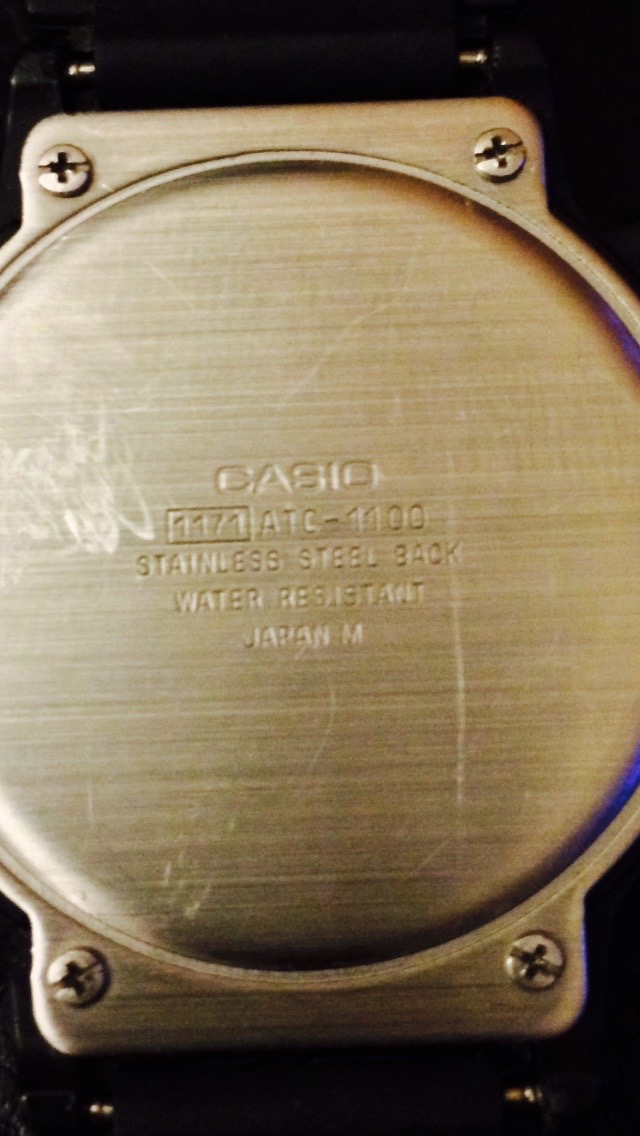 CASIO
1171 ATC-1100
STAINLESS STEEL BACK
WATER RESISTANT
JAPAN M